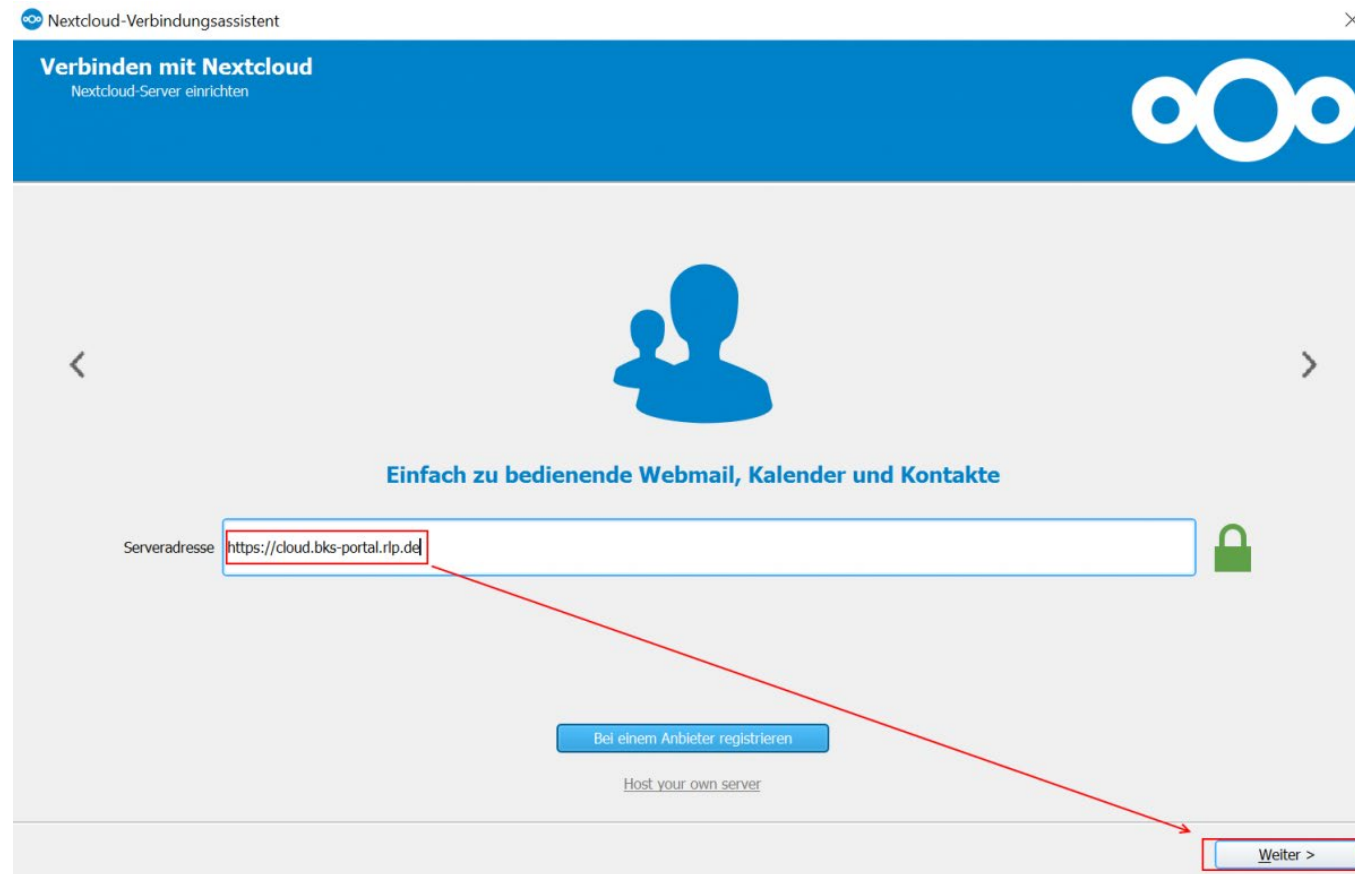 Nextcloud-Verbindungsassistent
Verbinden mit Nextcloud
Nextcloud-Server einrichten
Einfach zu bedienende Webmail, Kalender und Kontakte
Serveradresse https://cloud.bks-portal.rlp.de
Bei einem Anbieter registrieren
Host your own server
Weiter >